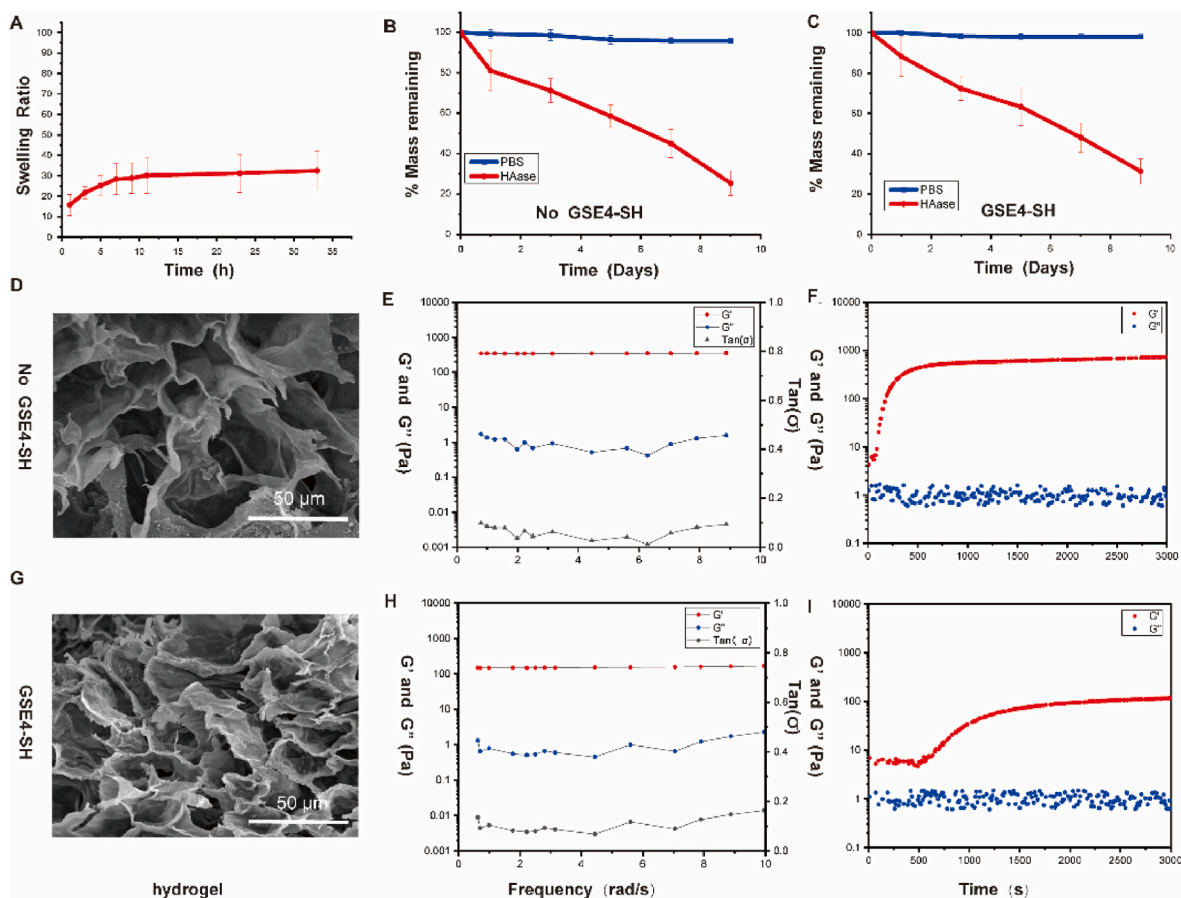 A
Swelling Ratio
100
90
80
70
60
50
40
30
20
10
0
0 5 10 15 20 25 30 35
Time (h)
B
% Mass remaining
100
80
60
40
20
0
PBS
HAase
No GSE4-SH
0 2 4 6 8 10
Time (Days)
C
% Mass remaining
100
80
60
40
20
0
PBS
HAase
GSE4-SH
0 2 4 6 8 10
Time (Days)
D
No GSE4-SH
50 μm
E
G' and G'' (Pa)
10000
1000
100
10
1
0.1
0.01
0.001
G'
G''
Tan(σ)
1.0
0.8
0.6
0.4
0.2
0.0
Tan(σ)
0 2 4 6 8 10
F
G' and G'' (Pa)
10000
1000
100
10
1
0.1
G'
G''
0 500 1000 1500 2000 2500 3000
G
GSE4-SH
50 μm
hydrogel
H
G' and G'' (Pa)
10000
1000
100
10
1
0.1
0.01
0.001
G'
G''
Tan( σ)
1.0
0.8
0.6
0.4
0.2
0.0
Tan(σ)
0 2 4 6 8 10
Frequency (rad/s)
I
G' and G'' (Pa)
10000
1000
100
10
1
0.1
G'
G''
0 500 1000 1500 2000 2500 3000
Time (s)